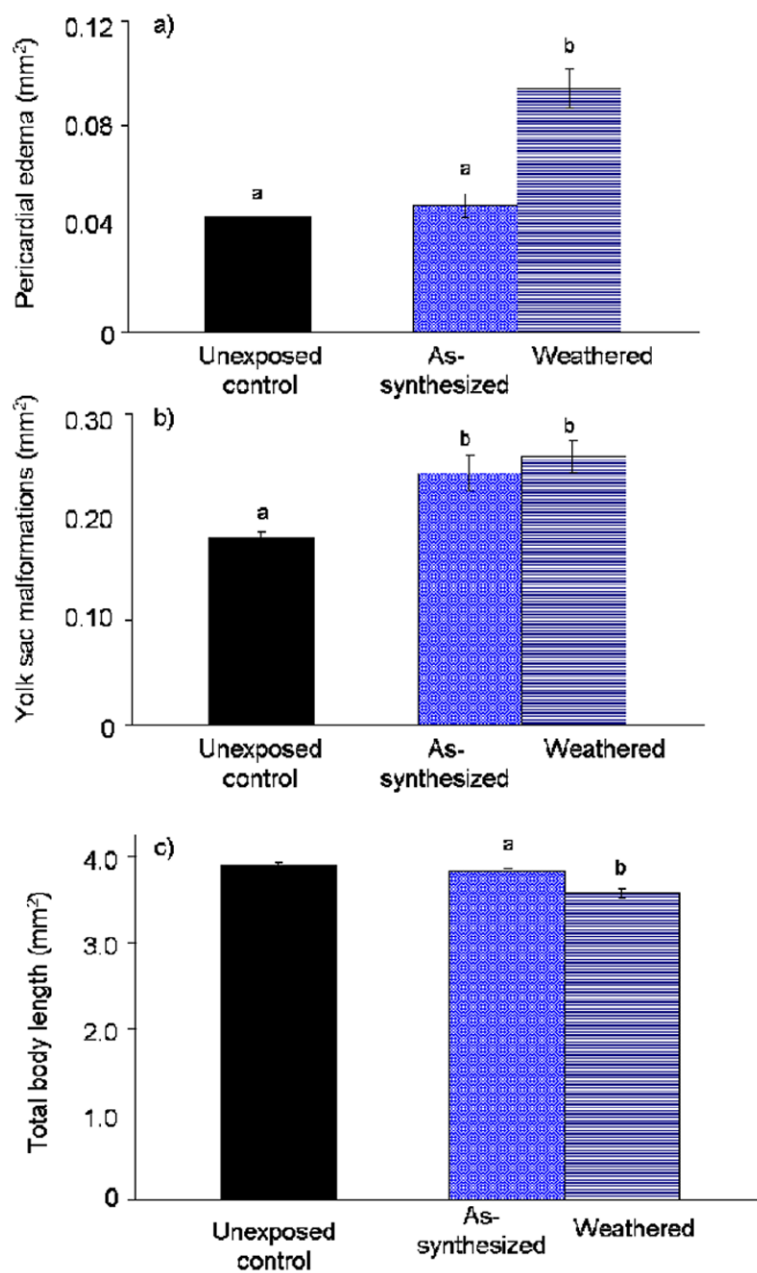 a)
Pericardial edema (mm²)
0.12
0.08
0.04
0
a
a
b
Unexposed
control
As-
synthesized
Weathered
b)
Yolk sac malformations (mm²)
0.30
0.20
0.10
0
a
b
b
Unexposed
control
As-
synthesized
Weathered
c)
Total body length (mm²)
4.0
3.0
2.0
1.0
0
a
b
Unexposed
control
As-
synthesized
Weathered